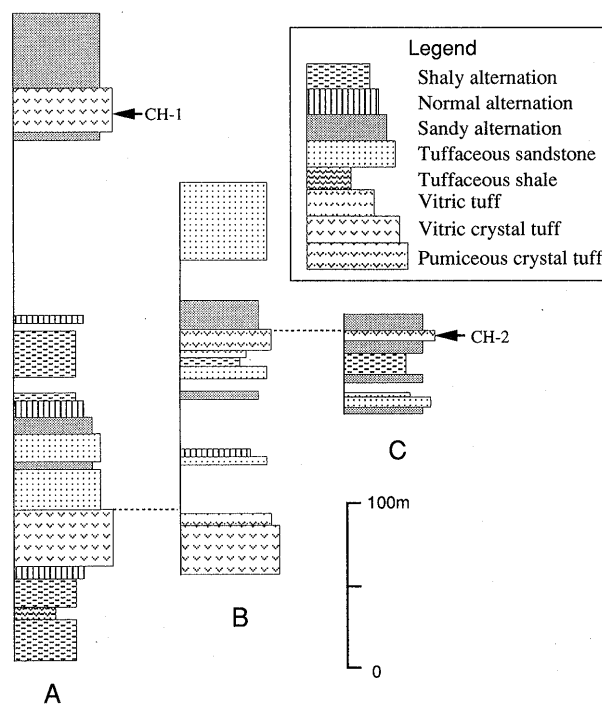 Legend
Shaly alternation
Normal alternation
Sandy alternation
Tuffaceous sandstone
Tuffaceous shale
Vitric tuff
Vitric crystal tuff
Pumiceous crystal tuff
CH-1
CH-2
A
B
C
100m
0